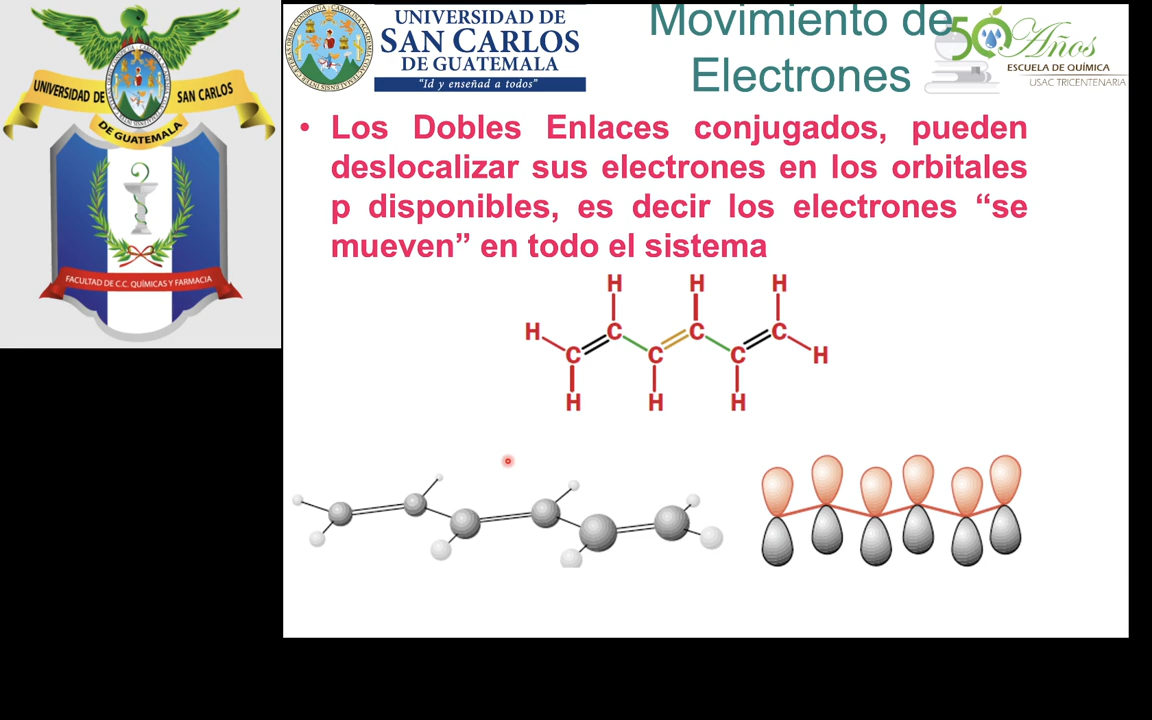 UNIVERSIDAD DE SAN CARLOS
DE GUATEMALA
FACULTAD DE C.C. QUÍMICAS Y FARMACIA
UNIVERSIDAD DE
SAN CARLOS
DE GUATEMALA
"Id y enseñad a todos"
Movimiento de
Electrones
50 Años
ESCUELA DE QUÍMICA
USAC TRICENTENARIA
• Los Dobles Enlaces conjugados, pueden
deslocalizar sus electrones en los orbitales
p disponibles, es decir los electrones “se
mueven” en todo el sistema
H H H
H C C C
C C C H
H H H